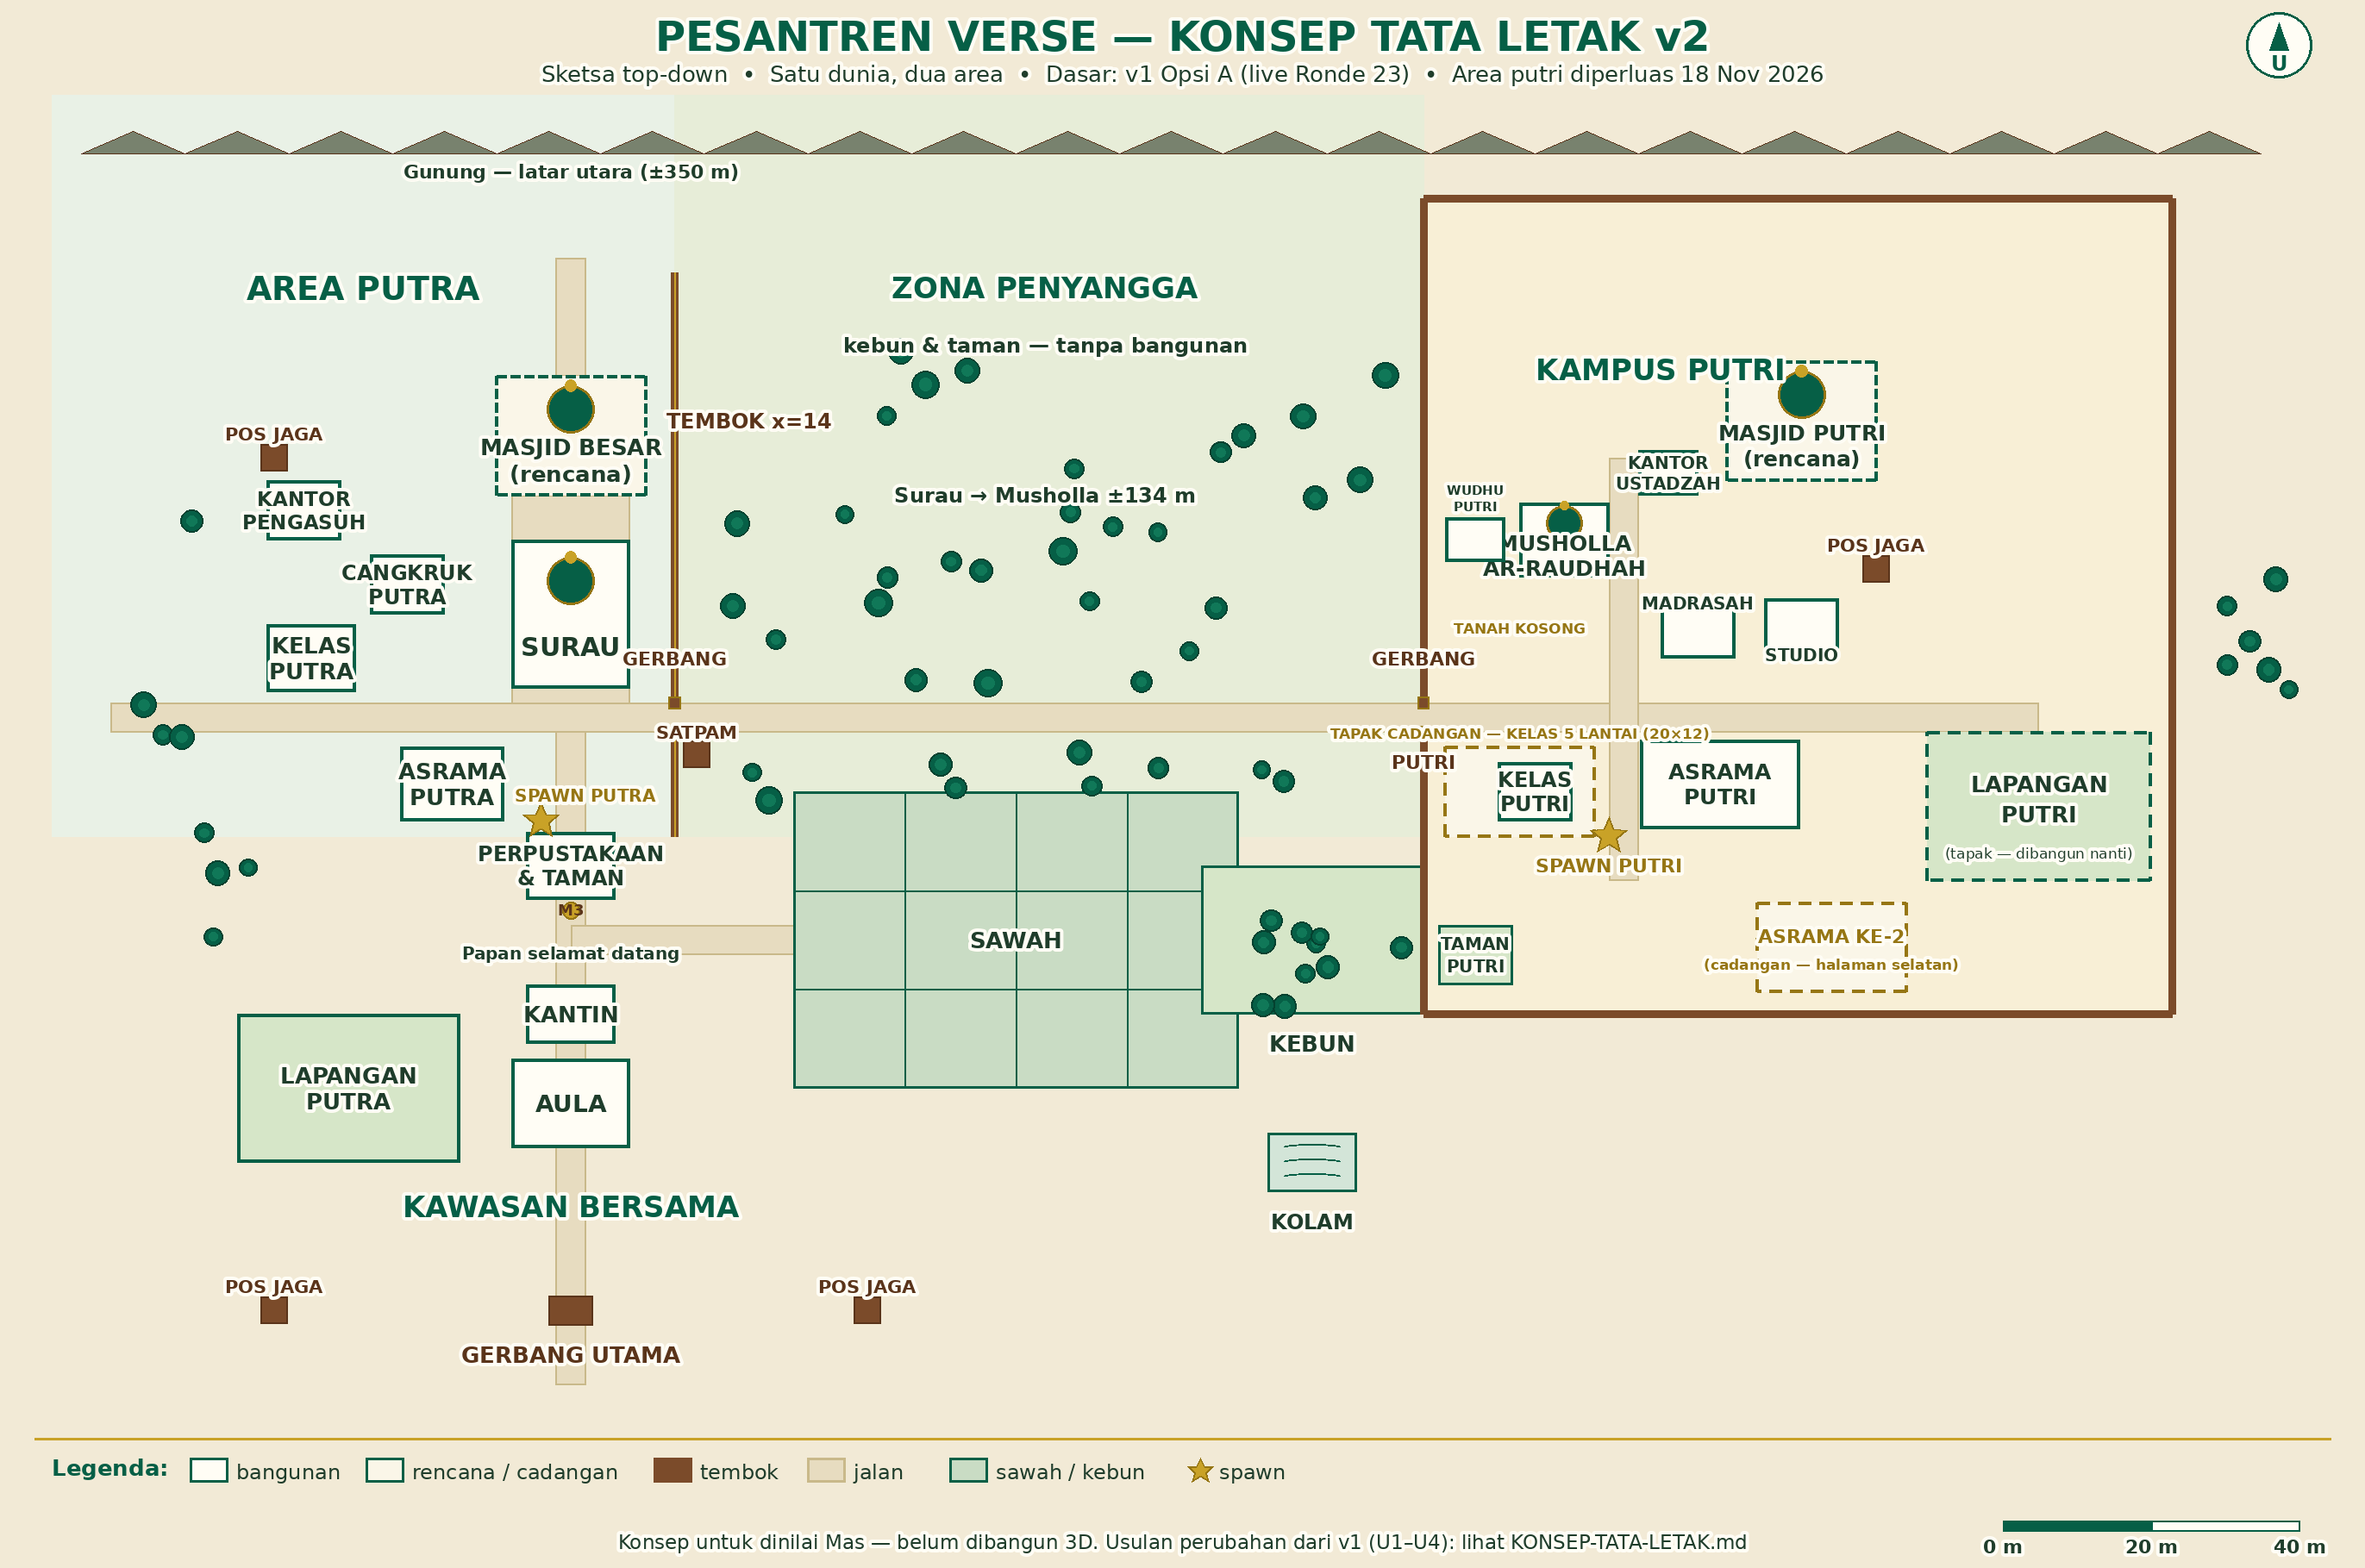 PESANTREN VERSE — KONSEP TATA LETAK v2
Sketsa top-down • Satu dunia, dua area • Dasar: v1 Opsi A (live Ronde 23) • Area putri diperluas 18 Nov 2026
U
Gunung — latar utara (±350 m)
AREA PUTRA
ZONA PENYANGGA
kebun & taman — tanpa bangunan
KAMPUS PUTRI
TEMBOK x=14
POS JAGA
MASJID BESAR
(rencana)
MASJID PUTRI
(rencana)
KANTOR
USTADZAH
KANTOR
PENGASUH
Surau → Musholla ±134 m
WUDHU
PUTRI
MUSHOLLA
AR-RAUDHAH
POS JAGA
CANGKRUK
PUTRA
MADRASAH
TANAH KOSONG
KELAS
PUTRA
SURAU
GERBANG
GERBANG
STUDIO
SATPAM
TAPAK CADANGAN — KELAS 5 LANTAI (20×12)
PUTRI
ASRAMA
PUTRA
SPAWN PUTRA
KELAS
PUTRI
ASRAMA
PUTRI
LAPANGAN
PUTRI
(tapak — dibangun nanti)
PERPUSTAKAAN
& TAMAN
SPAWN PUTRI
M3
Papan selamat datang
SAWAH
TAMAN
PUTRI
ASRAMA KE-2
(cadangan — halaman selatan)
KANTIN
KEBUN
LAPANGAN
PUTRA
AULA
KAWASAN BERSAMA
KOLAM
POS JAGA
POS JAGA
GERBANG UTAMA
Legenda:
bangunan
rencana / cadangan
tembok
jalan
sawah / kebun
spawn
Konsep untuk dinilai Mas — belum dibangun 3D. Usulan perubahan dari v1 (U1–U4): lihat KONSEP-TATA-LETAK.md
0 m
20 m
40 m